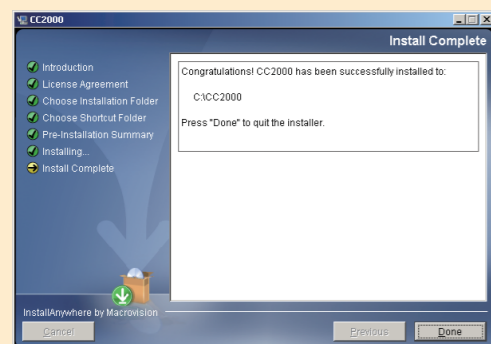 CC2000
Install Complete
Introduction
License Agreement
Choose Installation Folder
Choose Shortcut Folder
Pre-Installation Summary
Installing...
Install Complete
Congratulations! CC2000 has been successfully installed to:
C:\CC2000
Press "Done" to quit the installer.
InstallAnywhere by Macrovision
Cancel
Previous
Done